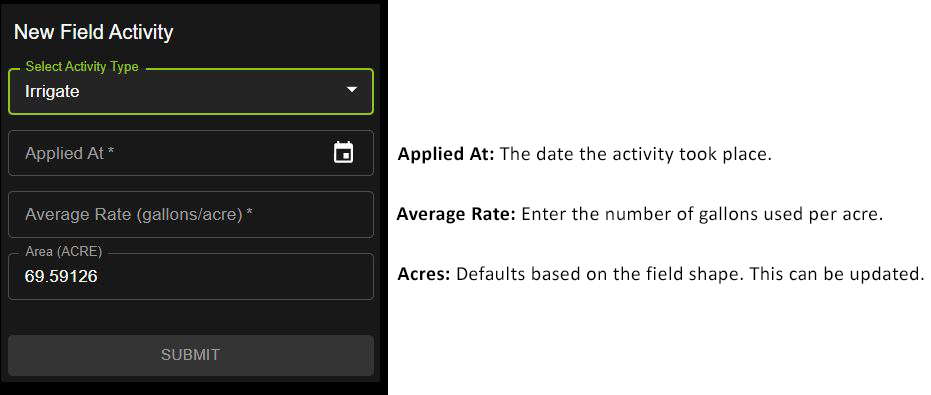 New Field Activity
Select Activity Type
Irrigate
Applied At *
Applied At: The date the activity took place.
Average Rate (gallons/acre) *
Average Rate: Enter the number of gallons used per acre.
Area (ACRE)
69.59126
Acres: Defaults based on the field shape. This can be updated.
SUBMIT